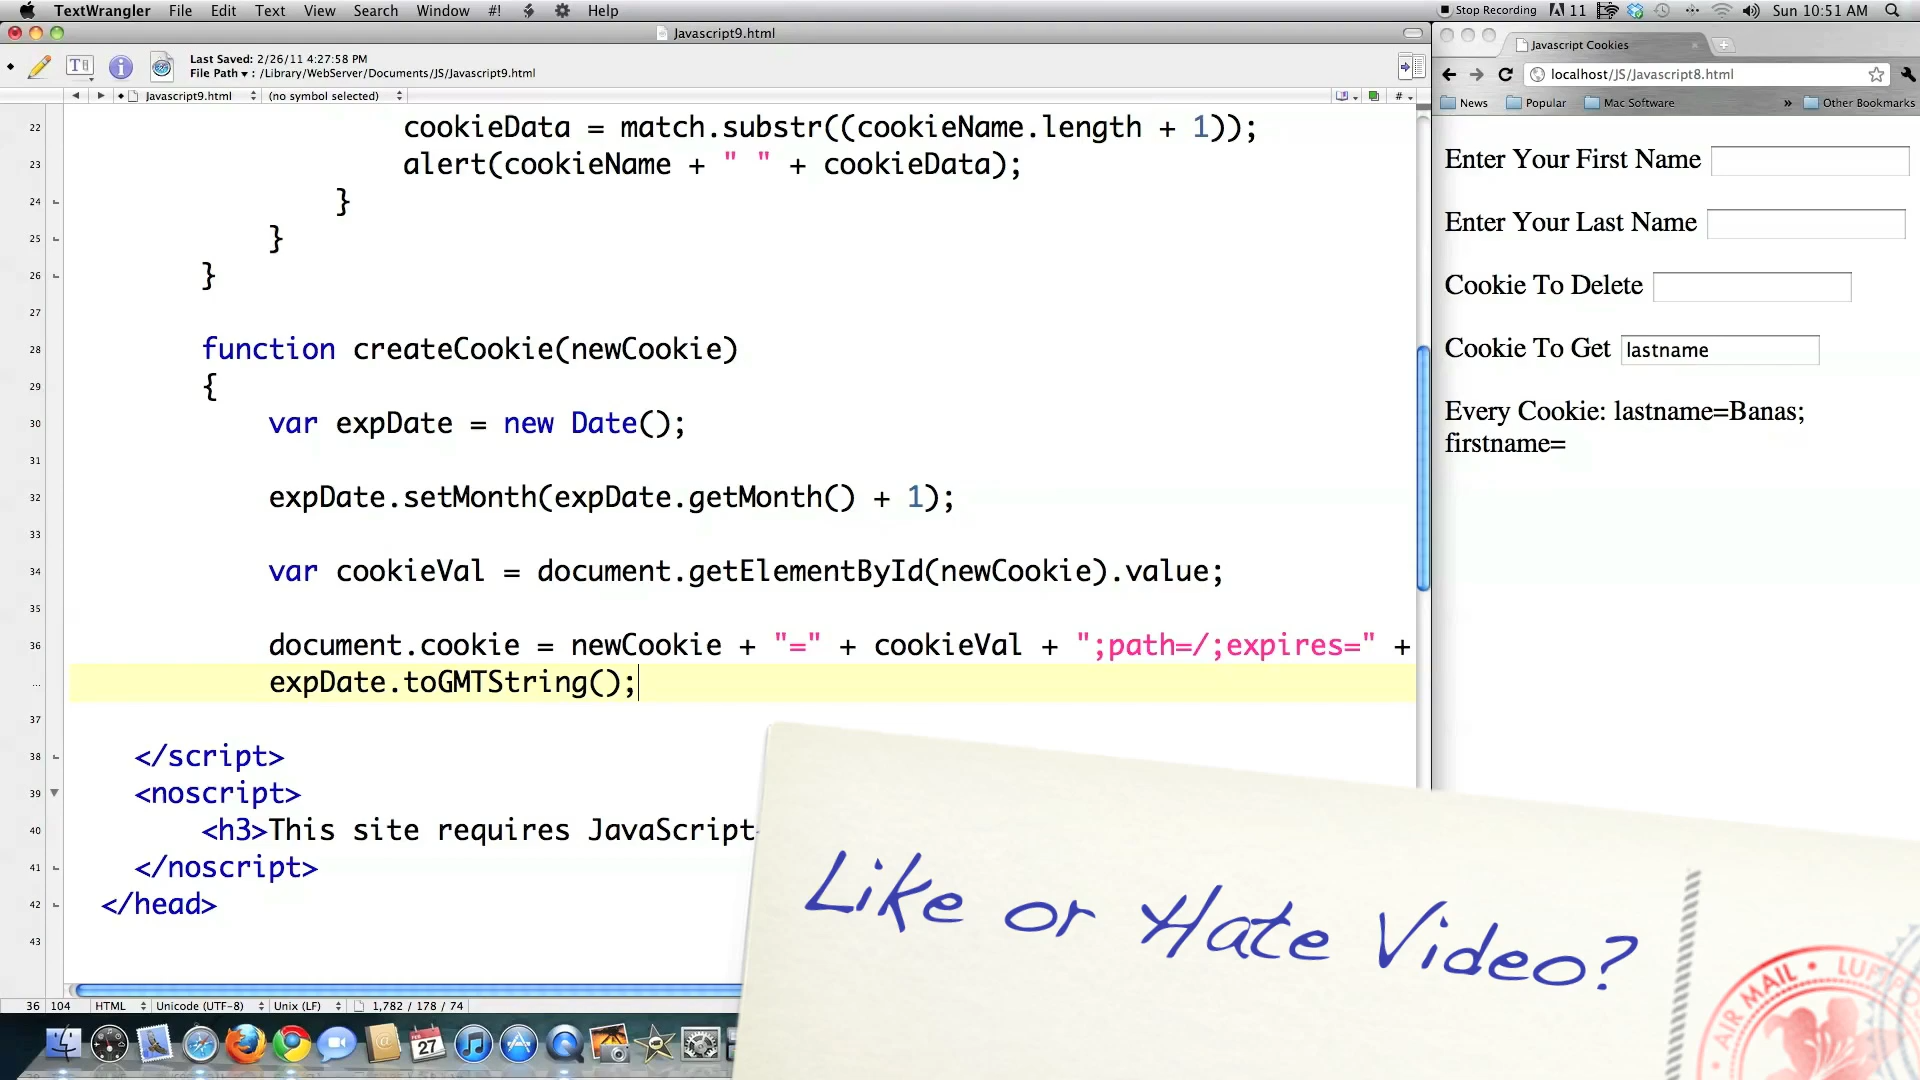 TextWrangler File Edit Text View Search Window #! Help
Stop Recording 11 Sun 10:51 AM
Javascript9.html
Last Saved: 2/26/11 4:27:58 PM
File Path ▾ : /Library/WebServer/Documents/JS/Javascript9.html
Javascript9.html (no symbol selected)
22 cookieData = match.substr((cookieName.length + 1));
23 alert(cookieName + " " + cookieData);
24 }
25 }
26 }
27
28 function createCookie(newCookie)
29 {
30 var expDate = new Date();
31
32 expDate.setMonth(expDate.getMonth() + 1);
33
34 var cookieVal = document.getElementById(newCookie).value;
35
36 document.cookie = newCookie + "=" + cookieVal + ";path=/;expires=" +
expDate.toGMTString();
37
38 </script>
39 <noscript>
40 <h3>This site requires JavaScript
41 </noscript>
42 </head>
43
36 104 HTML Unicode (UTF-8) Unix (LF) 1,782 / 178 / 74
Javascript Cookies
localhost/JS/Javascript8.html
News Popular Mac Software » Other Bookmarks
Enter Your First Name
Enter Your Last Name
Cookie To Delete
Cookie To Get lastname
Every Cookie: lastname=Banas;
firstname=
Like or Hate Video?
AIR MAIL • LUF
27